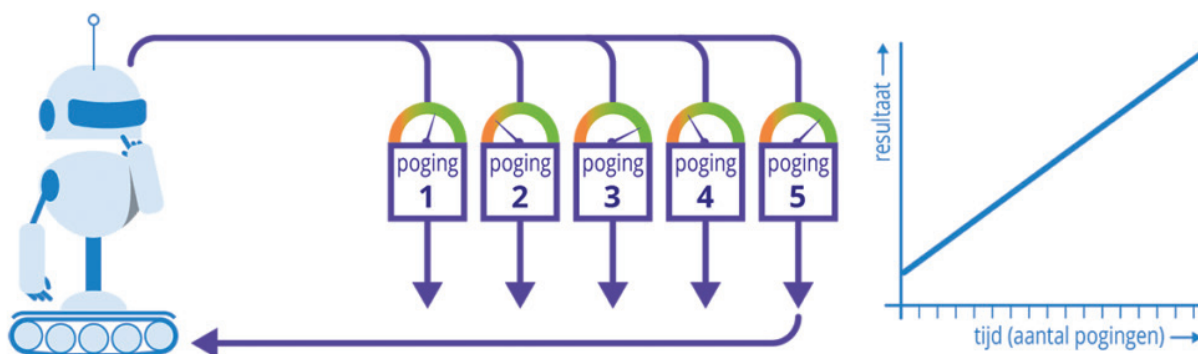 poging
1
poging
2
poging
3
poging
4
poging
5
resultaat
tijd (aantal pogingen)